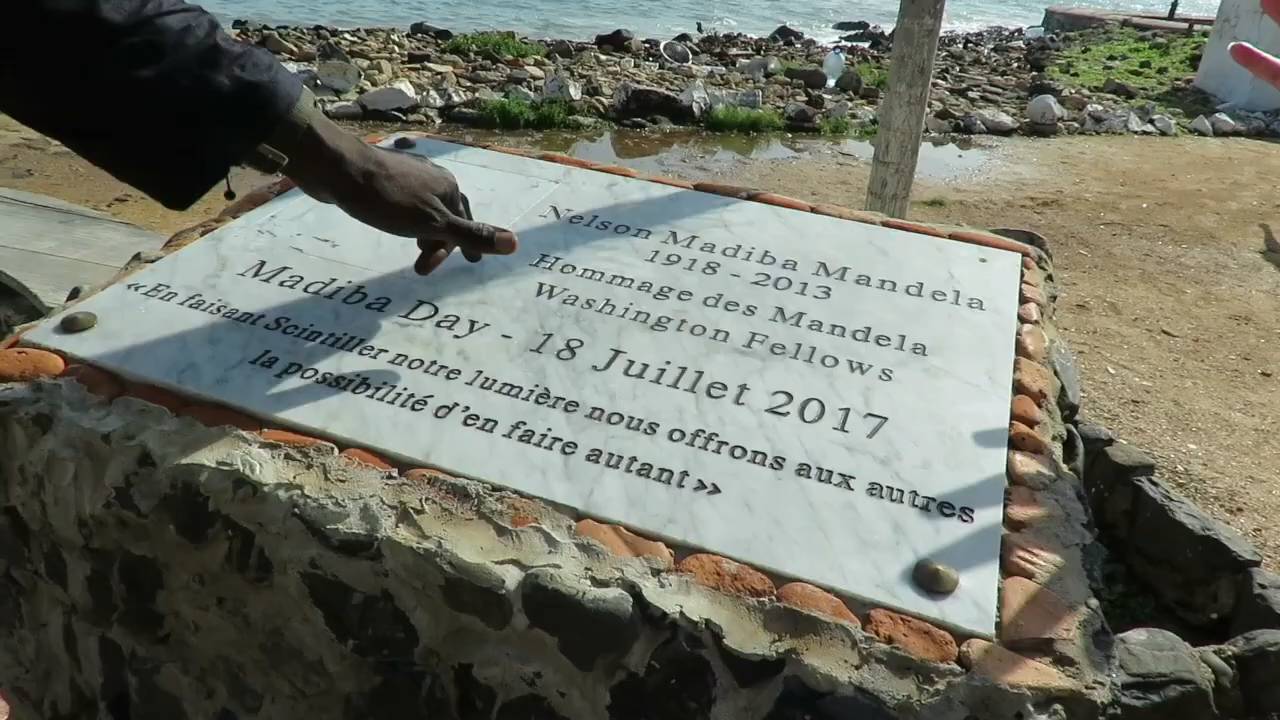 Nelson Madiba Mandela
1918 - 2013
Hommage des Mandela
Washington Fellows
Madiba Day - 18 Juillet 2017
«En faisant Scintiller notre lumière nous offrons aux autres
la possibilité d'en faire autant»